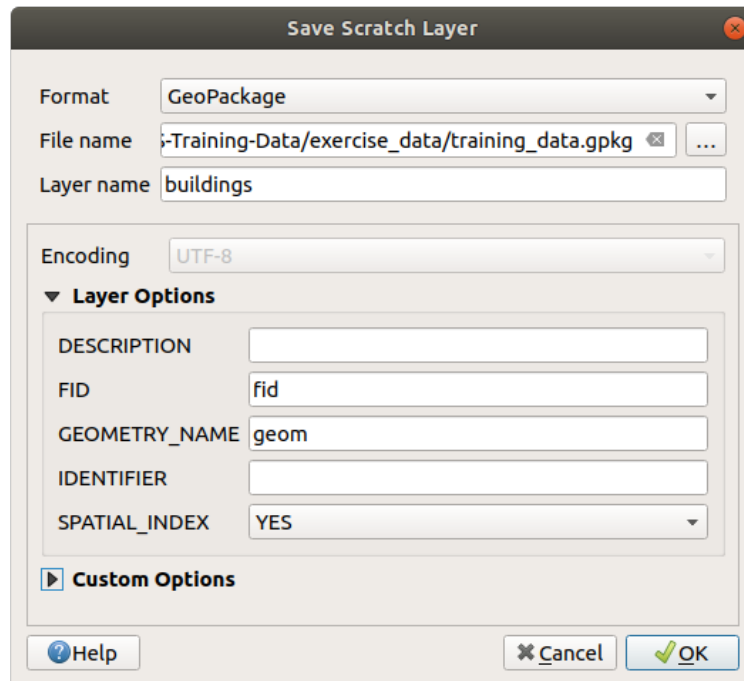 Save Scratch Layer
Format GeoPackage
File name -Training-Data/exercise_data/training_data.gpkg ...
Layer name buildings
Encoding UTF-8
Layer Options
DESCRIPTION
FID fid
GEOMETRY_NAME geom
IDENTIFIER
SPATIAL_INDEX YES
Custom Options
Help Cancel OK